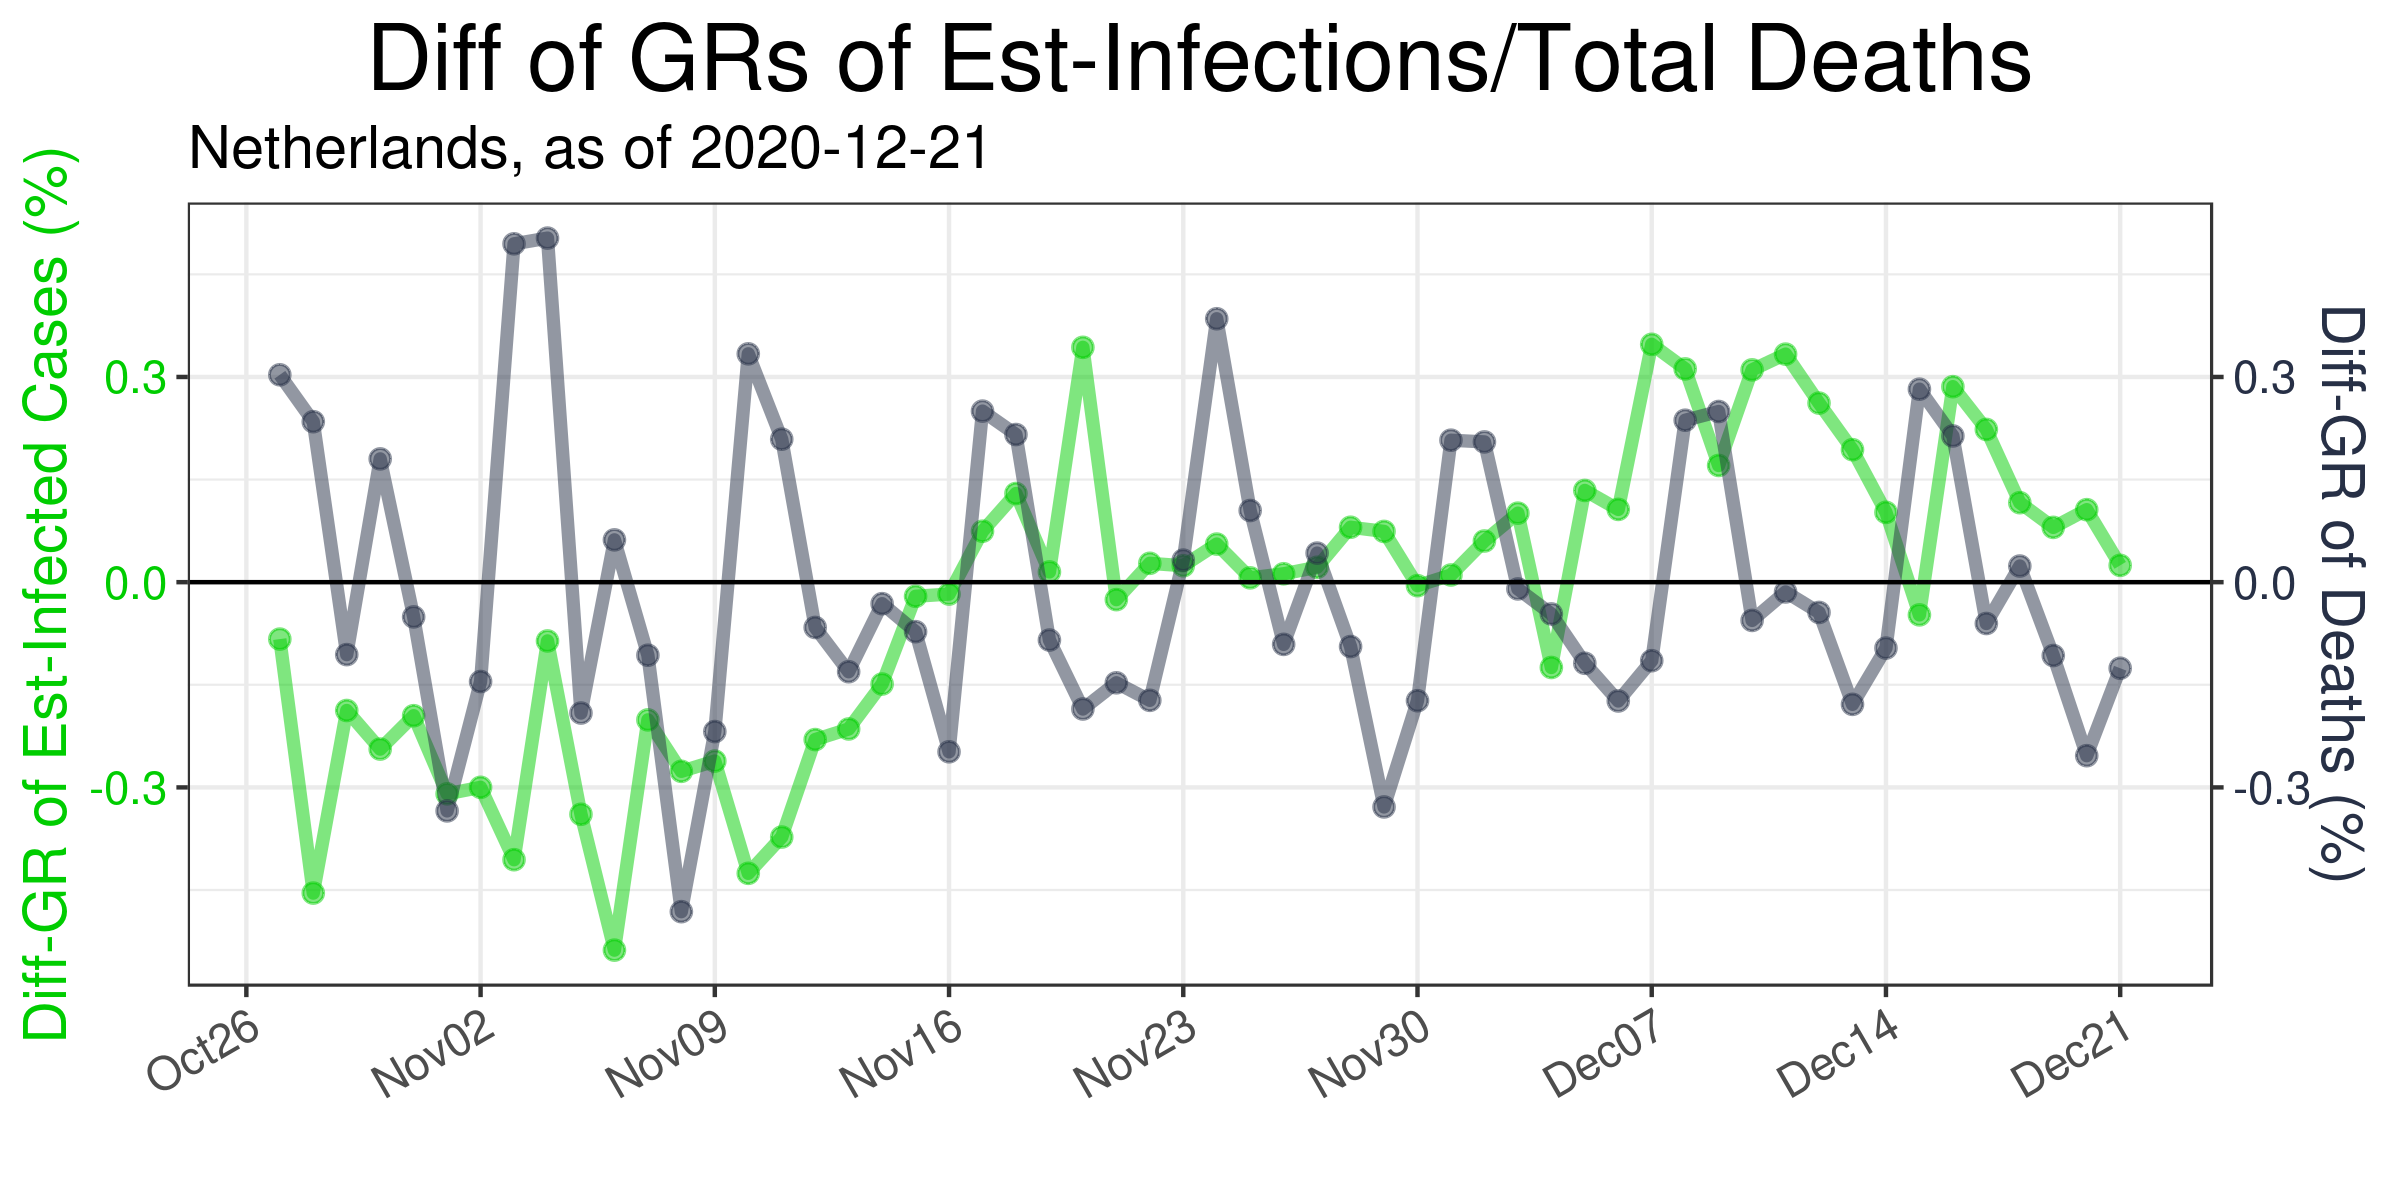 Diff of GRs of Est-Infections/Total Deaths
Netherlands, as of 2020-12-21
Diff-GR of Est-Infected Cases (%)
0.3
0.0
-0.3
0.3
0.0
-0.3
Diff-GR of Deaths (%)
Oct26
Nov02
Nov09
Nov16
Nov23
Nov30
Dec07
Dec14
Dec21